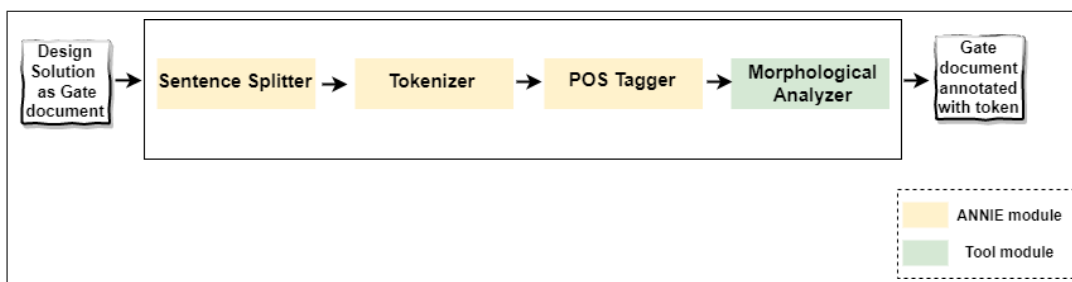 Design
Solution
as Gate
document
Sentence Splitter
Tokenizer
POS Tagger
Morphological
Analyzer
Gate
document
annotated
with token
ANNIE module
Tool module